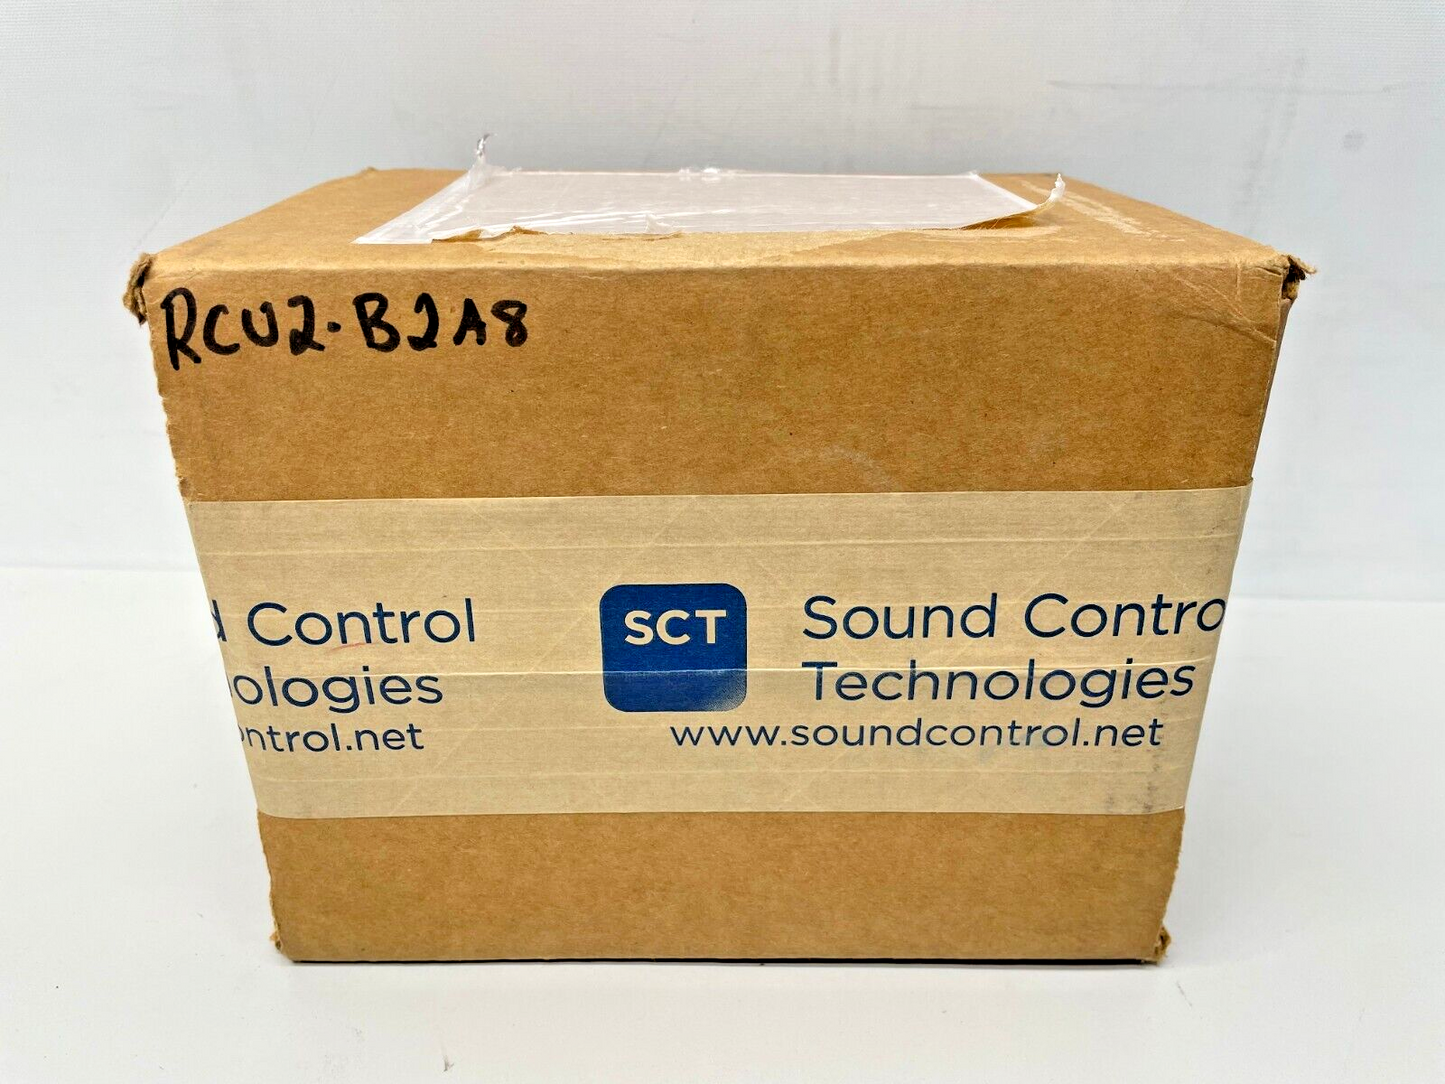 RCU2-B2A8
d Control
ologies
ontrol.net
SCT
Sound Contro
Technologies
www.soundcontrol.net